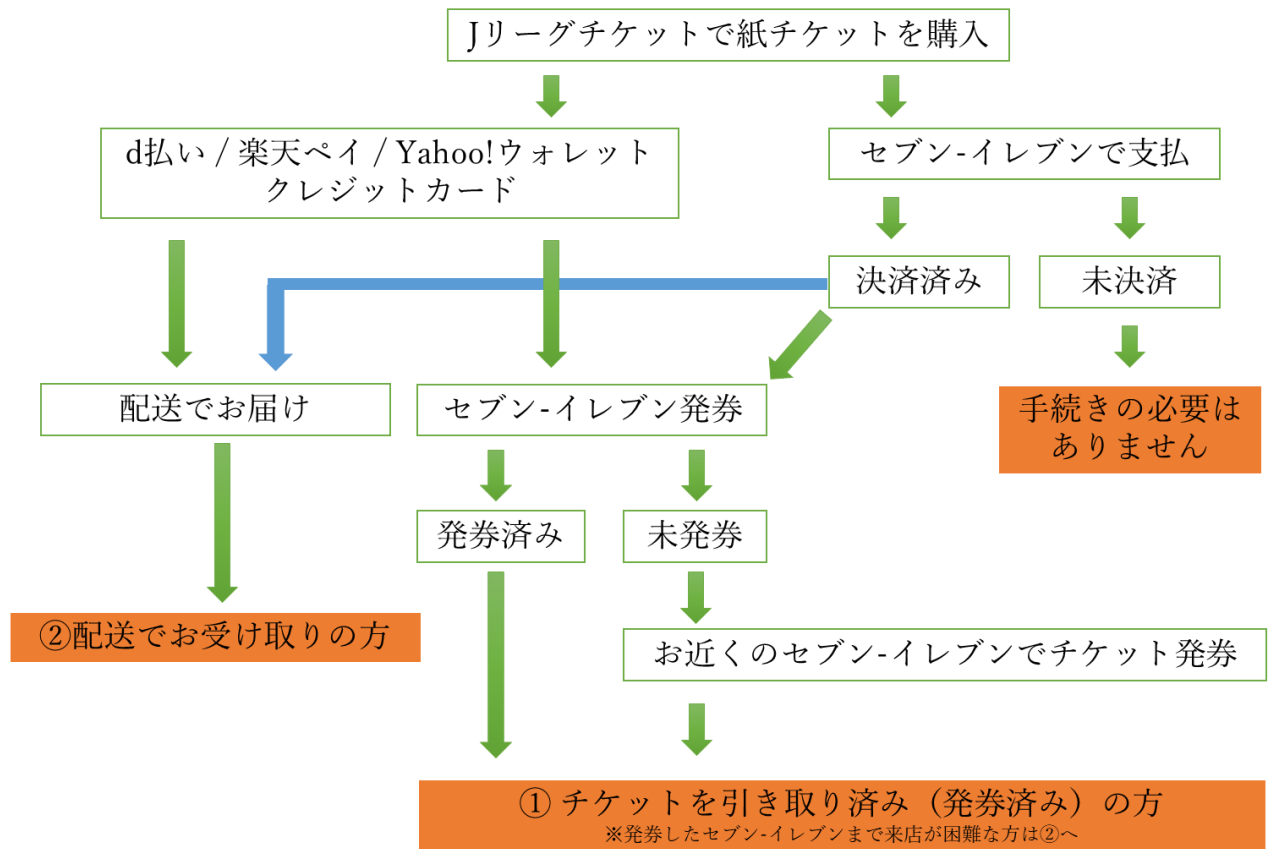 Jリーグチケットで紙チケットを購入
d払い / 楽天ペイ / Yahoo!ウォレット
クレジットカード
セブン-イレブンで支払
決済済み
未決済
配送でお届け
セブン-イレブン発券
手続きの必要は
ありません
発券済み
未発券
②配送でお受け取りの方
お近くのセブン-イレブンでチケット発券
① チケットを引き取り済み（発券済み）の方
※発券したセブン-イレブンまで来店が困難な方は②へ